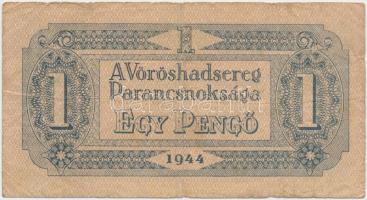 1
A Vöröshadsereg
1 Parancsnoksága 1
EGY PENGŐ
1944